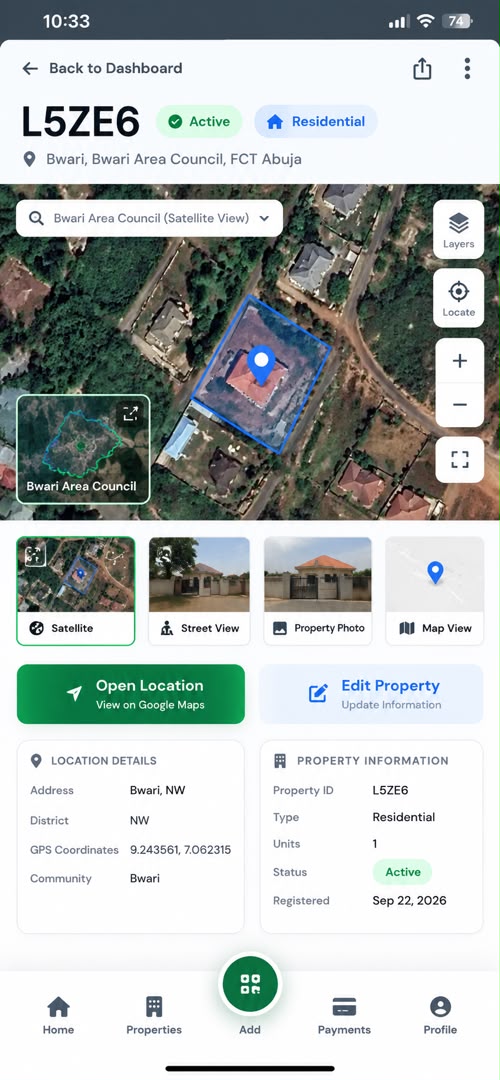 10:33
74
Back to Dashboard
L5ZE6
Active
Residential
Bwari, Bwari Area Council, FCT Abuja
Bwari Area Council (Satellite View)
Layers
Locate
Bwari Area Council
Satellite
Street View
Property Photo
Map View
Open Location
View on Google Maps
Edit Property
Update Information
LOCATION DETAILS
Address Bwari, NW
District NW
GPS Coordinates 9.243561, 7.062315
Community Bwari
PROPERTY INFORMATION
Property ID L5ZE6
Type Residential
Units 1
Status Active
Registered Sep 22, 2026
Home
Properties
Add
Payments
Profile